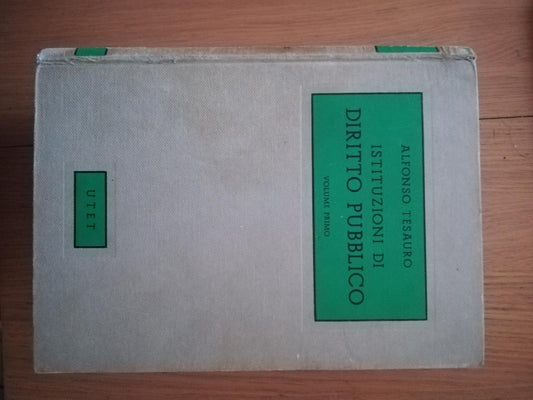 ALFONSO TESAURO
ISTITUZIONI DI
DIRITTO PUBBLICO
VOLUME PRIMO
UTET